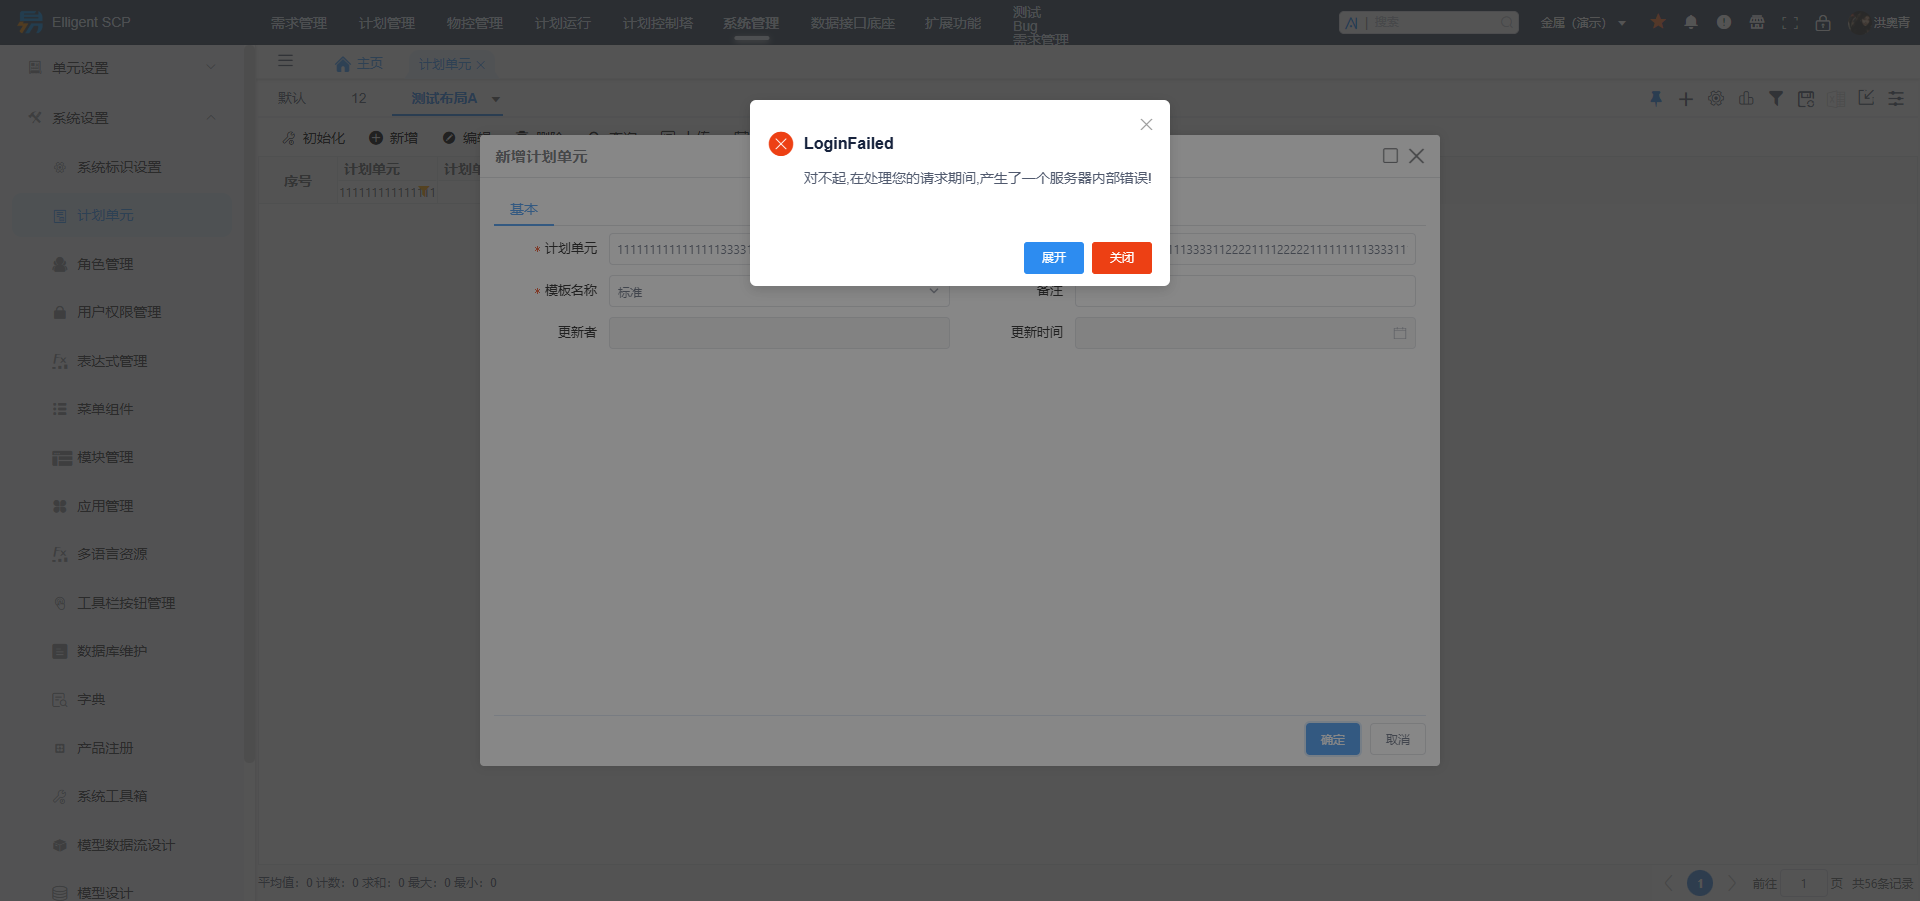 Elligent SCP
需求管理
计划管理
物控管理
计划运行
计划控制塔
系统管理
数据接口底座
扩展功能
测试
Bug
需求管理
AI | 搜索
金属（演示）
洪奥青
单元设置
系统设置
系统标识设置
计划单元
角色管理
用户权限管理
表达式管理
菜单组件
模块管理
应用管理
多语言资源
工具栏按钮管理
数据库维护
字典
产品注册
系统工具箱
模型数据流设计
模型设计
主页
计划单元
默认
12
测试布局A
初始化
新增
编辑
序号
计划单元
计划单
111111111111
1
新增计划单元
基本
* 计划单元
* 模板名称
标准
备注
更新者
更新时间
确定
取消
LoginFailed
对不起,在处理您的请求期间,产生了一个服务器内部错误!
展开
关闭
平均值: 0 计数: 0 求和: 0 最大: 0 最小: 0
1
前往
1
页
共56条记录